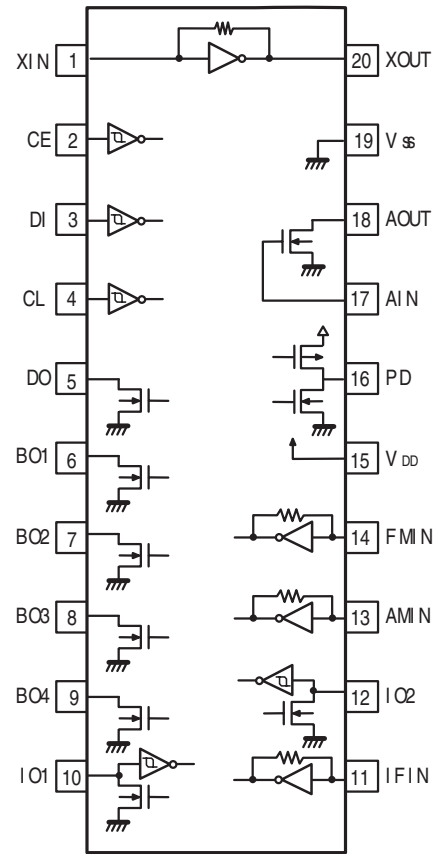 XIN 1 20 XOUT
CE 2 19 Vss
DI 3 18 AOUT
CL 4 17 AIN
DO 5 16 PD
BO1 6 15 VDD
BO2 7 14 FMIN
BO3 8 13 AMIN
BO4 9 12 IO2
IO1 10 11 IFIN